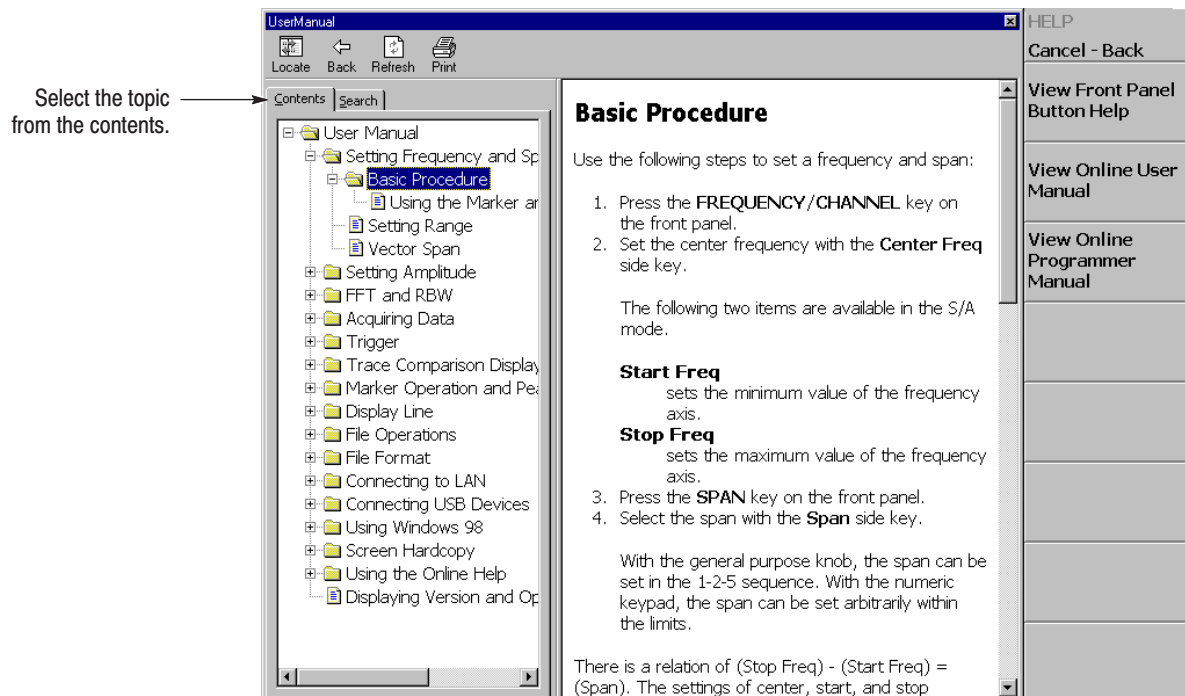 UserManual
Locate Back Refresh Print
Select the topic
from the contents.
Contents Search
User Manual
Setting Frequency and Sp
Basic Procedure
Using the Marker ar
Setting Range
Vector Span
Setting Amplitude
FFT and RBW
Acquiring Data
Trigger
Trace Comparison Display
Marker Operation and Pea
Display Line
File Operations
File Format
Connecting to LAN
Connecting USB Devices
Using Windows 98
Screen Hardcopy
Using the Online Help
Displaying Version and Op
Basic Procedure
Use the following steps to set a frequency and span:
1. Press the FREQUENCY/CHANNEL key on
the front panel.
2. Set the center frequency with the Center Freq
side key.
The following two items are available in the S/A
mode.
Start Freq
sets the minimum value of the frequency
axis.
Stop Freq
sets the maximum value of the frequency
axis.
3. Press the SPAN key on the front panel.
4. Select the span with the Span side key.
With the general purpose knob, the span can be
set in the 1-2-5 sequence. With the numeric
keypad, the span can be set arbitrarily within
the limits.
There is a relation of (Stop Freq) - (Start Freq) =
(Span). The settings of center, start, and stop
HELP
Cancel - Back
View Front Panel
Button Help
View Online User
Manual
View Online
Programmer
Manual